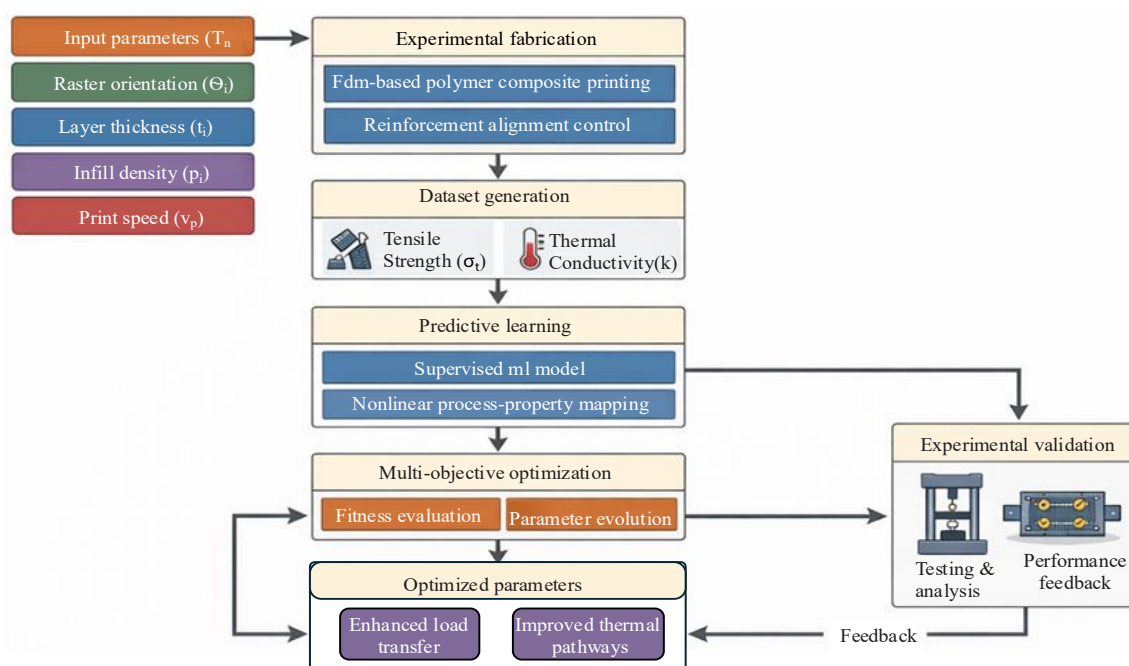 Input parameters (Tn
Raster orientation (Θi)
Layer thickness (ti)
Infill density (pi)
Print speed (vp)
Experimental fabrication
Fdm-based polymer composite printing
Reinforcement alignment control
Dataset generation
Tensile
Strength (σt)
Thermal
Conductivity(k)
Predictive learning
Supervised ml model
Nonlinear process-property mapping
Multi-objective optimization
Fitness evaluation
Parameter evolution
Optimized parameters
Enhanced load
transfer
Improved thermal
pathways
Experimental validation
Testing &
analysis
Performance
feedback
Feedback